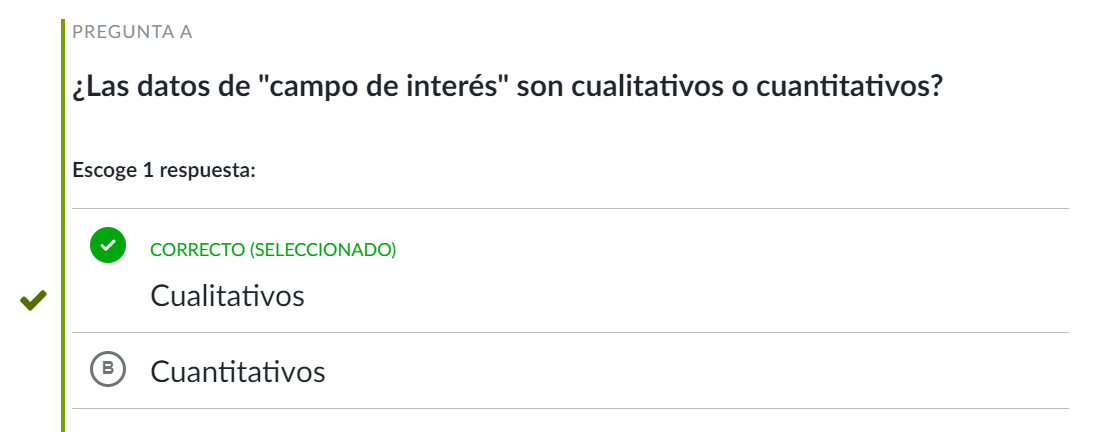 PREGUNTA A
¿Las datos de "campo de interés" son cualitativos o cuantitativos?
Escoge 1 respuesta:
CORRECTO (SELECCIONADO)
Cualitativos
B
Cuantitativos